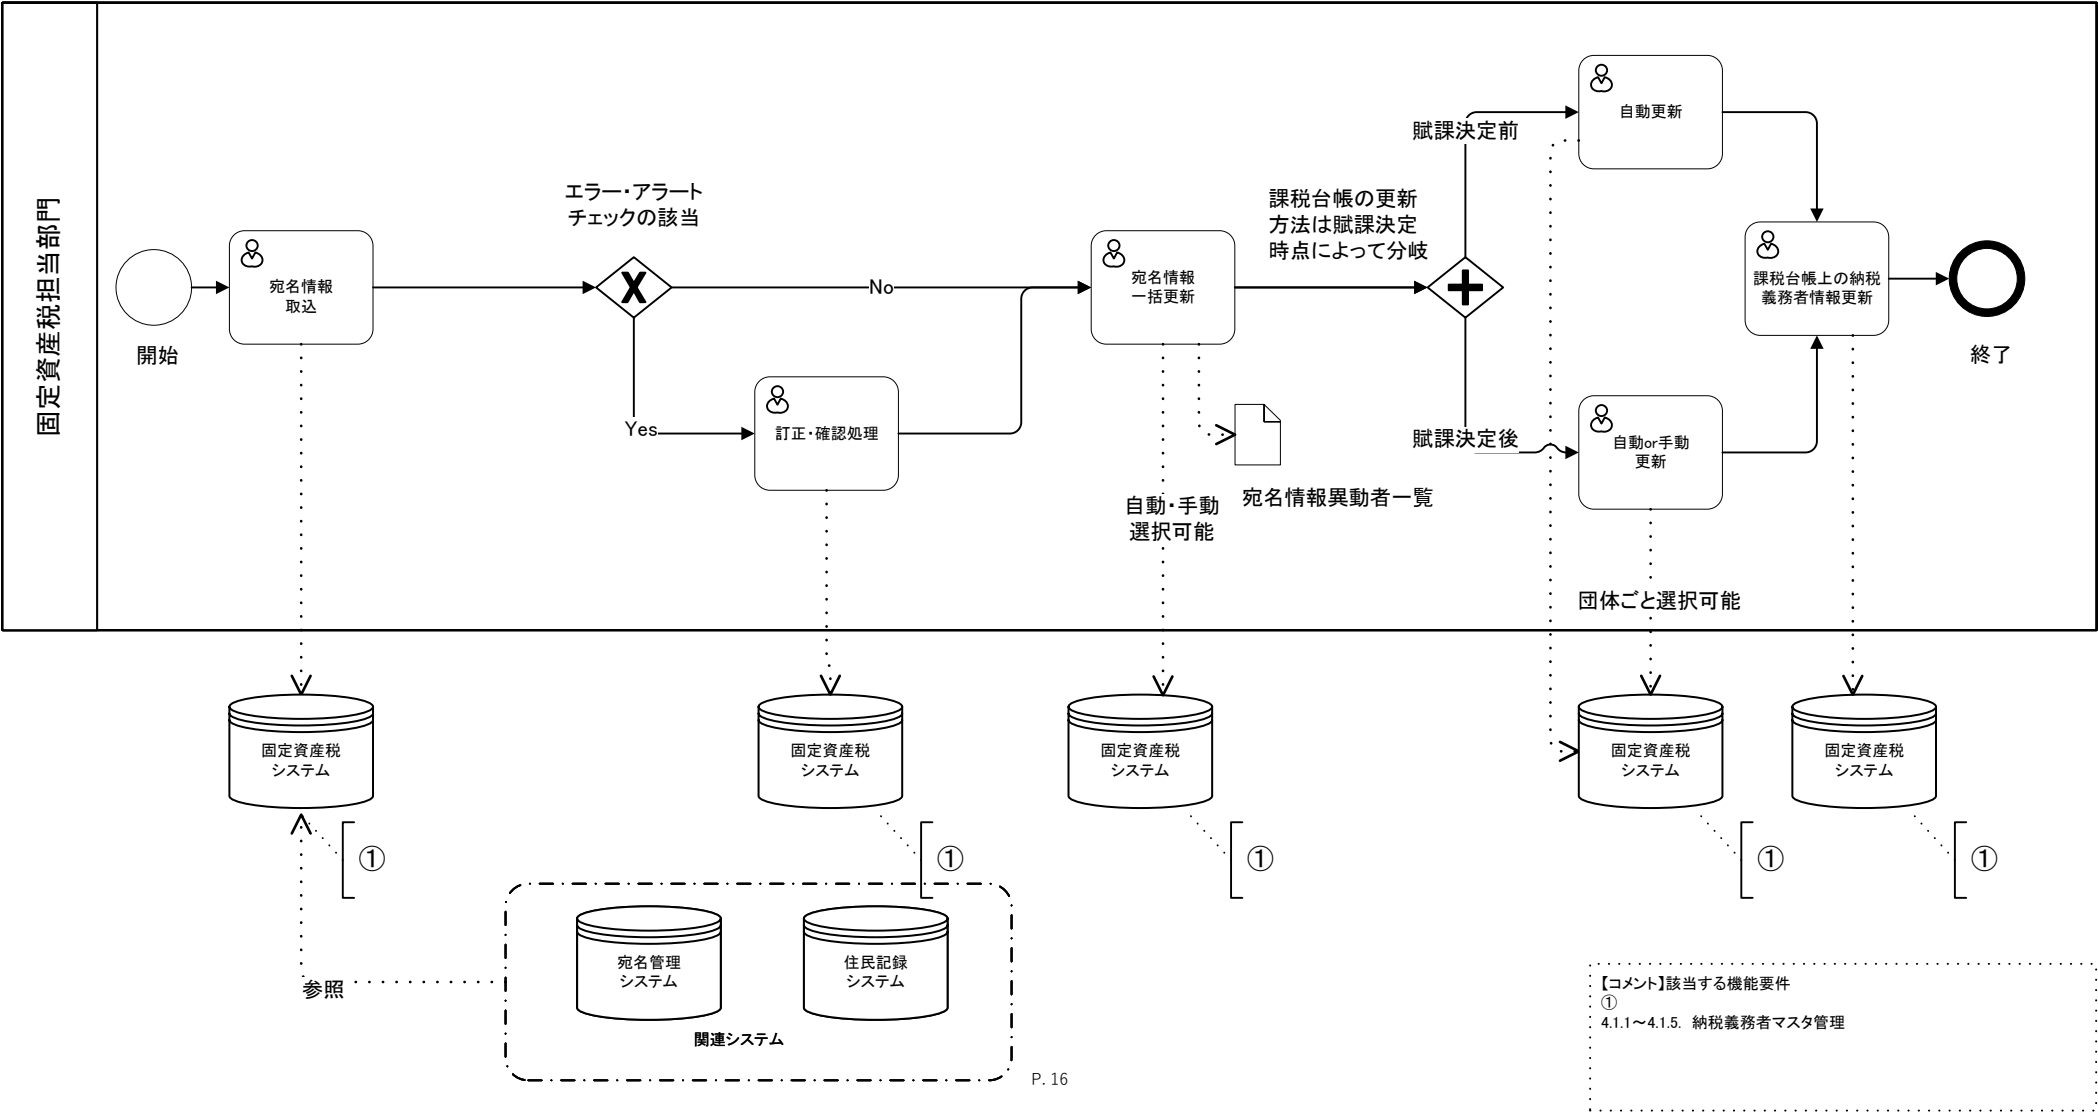 固定資産税担当部門
開始
宛名情報
取込
エラー・アラート
チェックの該当
No
Yes
訂正・確認処理
宛名情報
一括更新
自動・手動
選択可能
宛名情報異動者一覧
課税台帳の更新
方法は賦課決定
時点によって分岐
賦課決定前
賦課決定後
自動更新
自動or手動
更新
団体ごと選択可能
課税台帳上の納税
義務者情報更新
終了
固定資産税
システム
①
固定資産税
システム
①
固定資産税
システム
①
固定資産税
システム
①
固定資産税
システム
①
参照
宛名管理
システム
住民記録
システム
関連システム
P. 16
【コメント】該当する機能要件
①
4.1.1～4.1.5. 納税義務者マスタ管理